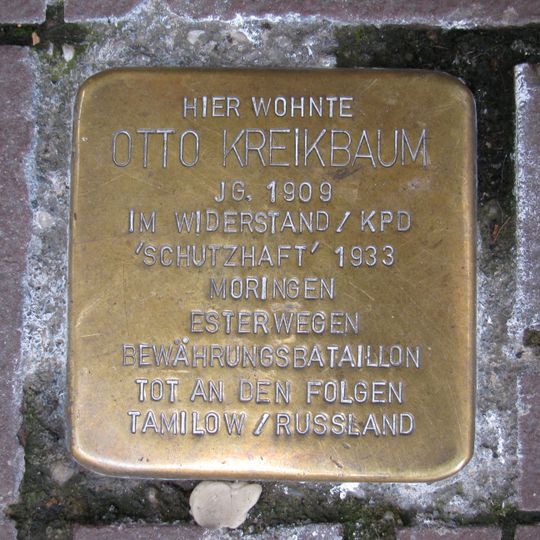 HIER WOHNTE
OTTO KREIKBAUM
JG. 1909
IM WIDERSTAND / KPD
'SCHUTZHAFT' 1933
MORINGEN
ESTERWEGEN
BEWÄHRUNGSBATAILLON
TOT AN DEN FOLGEN
TAMILOW / RUSSLAND